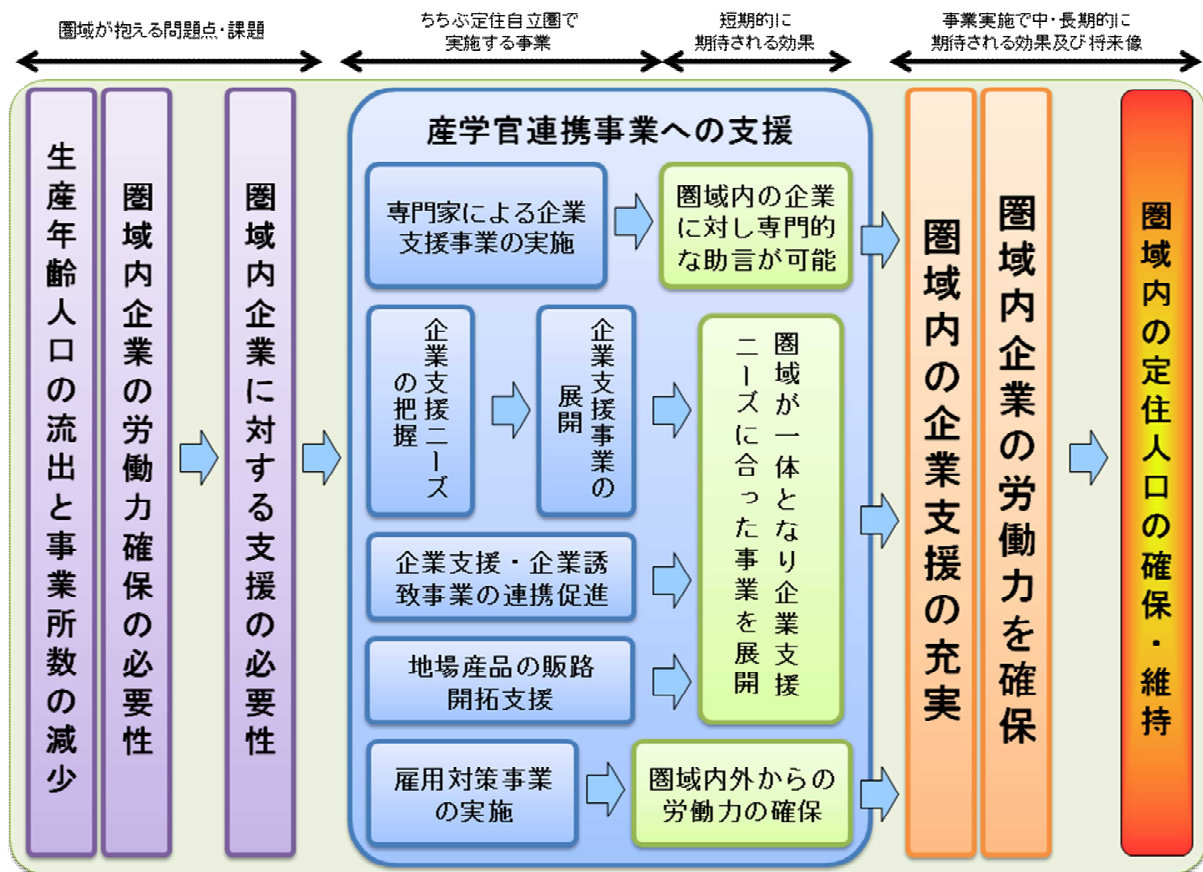 圏域が抱える問題点・課題
ちちぶ定住自立圏で
実施する事業
短期的に
期待される効果
事業実施で中・長期的に
期待される効果及び将来像
生産年齢人口の流出と事業所数の減少
圏域内企業の労働力確保の必要性
圏域内企業に対する支援の必要性
産学官連携事業への支援
専門家による企業
支援事業の実施
圏域内の企業
に対し専門的
な助言が可能
企業支援ニーズ
の把握
企業支援事業の
展開
圏域が一体となり企業支援
ニーズに合った事業を展開
企業支援・企業誘
致事業の連携促進
地場産品の販路
開拓支援
雇用対策事業
の実施
圏域内外からの
労働力の確保
圏域内の企業支援の充実
圏域内企業の労働力を確保
圏域内の定住人口の確保・維持